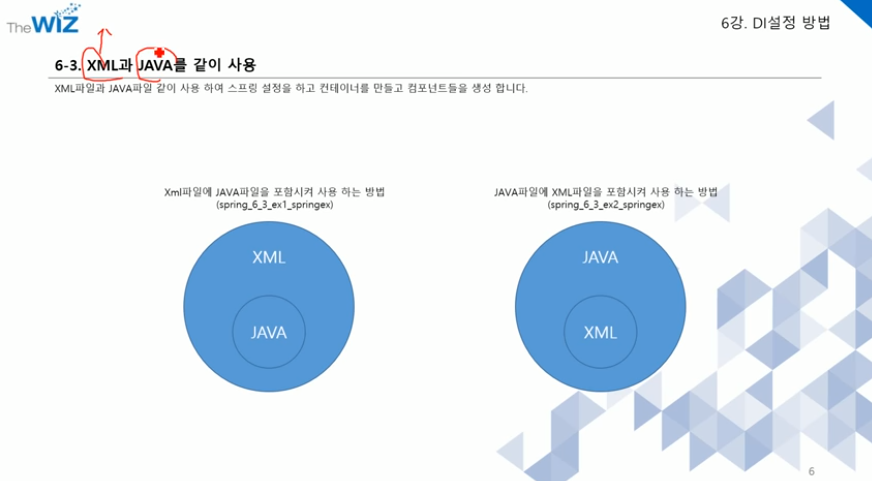 The WIZ
6강. DI설정 방법
6-3. XML과 JAVA를 같이 사용
XML파일과 JAVA파일 같이 사용 하여 스프링 설정을 하고 컨테이너를 만들고 컴포넌트들을 생성 합니다.
Xml파일에 JAVA파일을 포함시켜 사용 하는 방법
(spring_6_3_ex1_springex)
XML
JAVA
JAVA파일에 XML파일을 포함시켜 사용 하는 방법
(spring_6_3_ex2_springex)
JAVA
XML
6